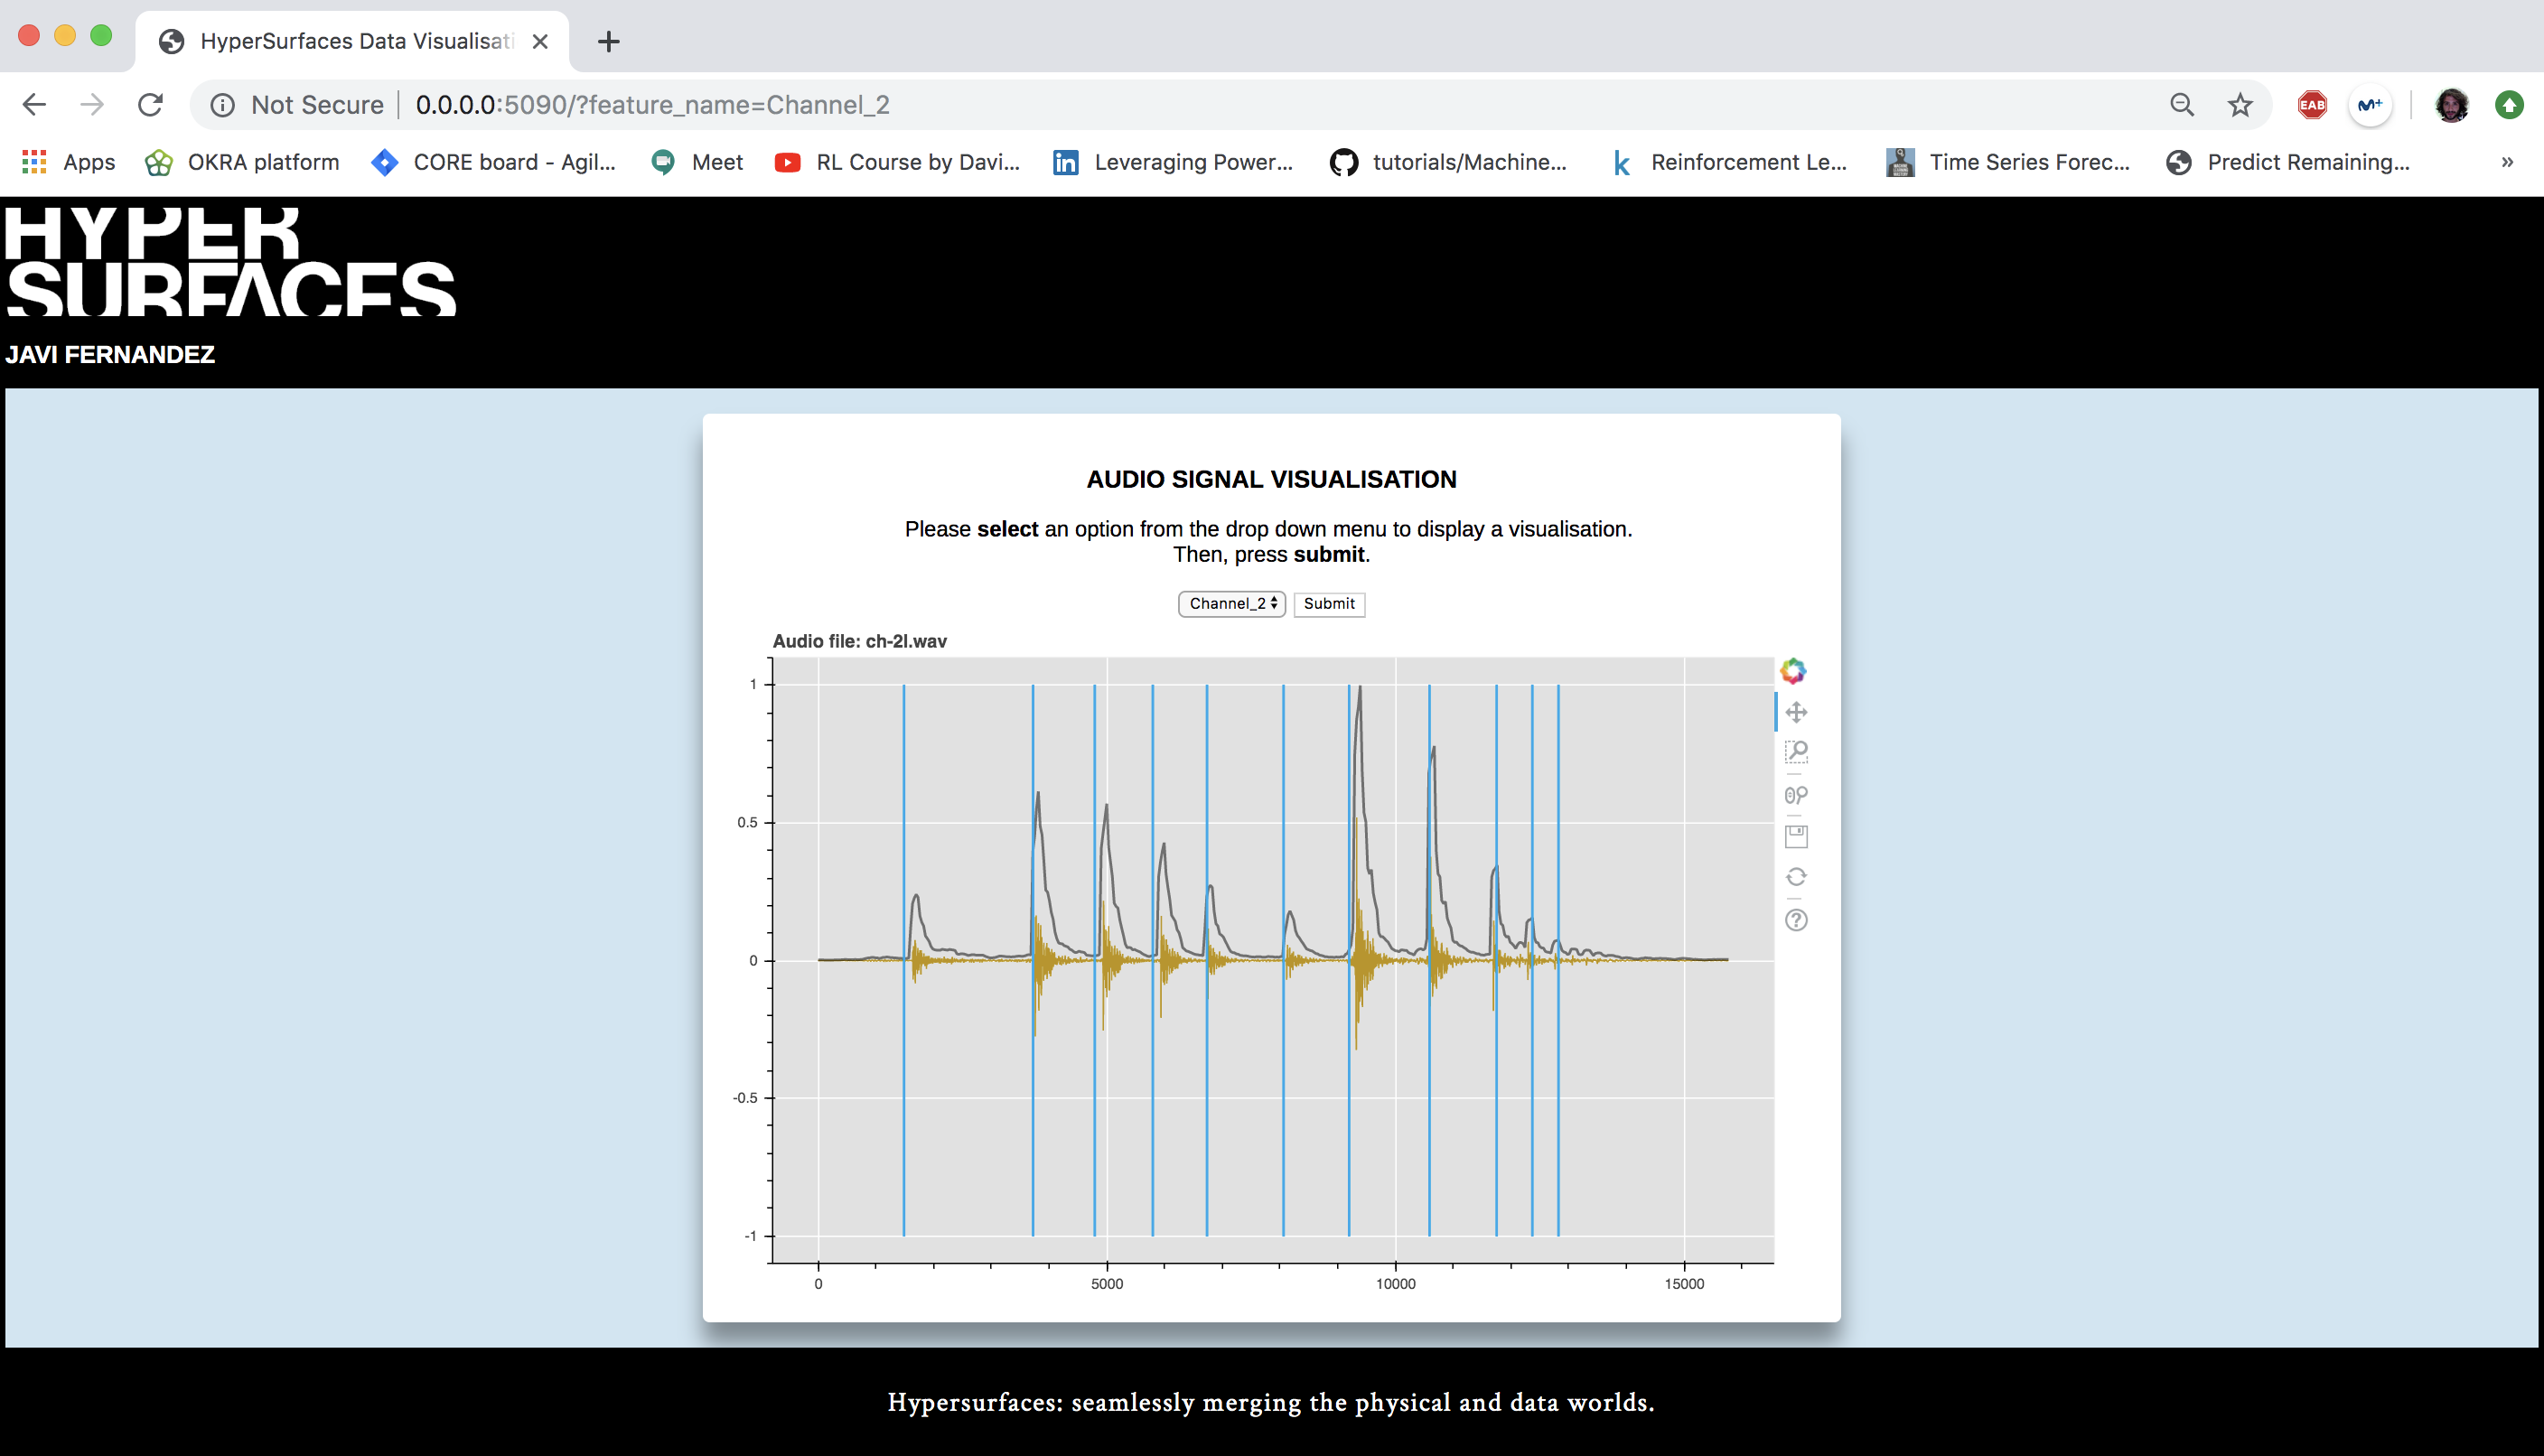 HyperSurfaces Data Visualisati
Not Secure | 0.0.0.0:5090/?feature_name=Channel_2
EAB
M+
Apps OKRA platform CORE board - Agil... Meet RL Course by Davi... Leveraging Power... tutorials/Machine... Reinforcement Le... Time Series Forec... Predict Remaining... »
HYPER
SURFACES
JAVI FERNANDEZ
AUDIO SIGNAL VISUALISATION
Please select an option from the drop down menu to display a visualisation.
Then, press submit.
Channel_2 Submit
Audio file: ch-2l.wav
1
0.5
0
-0.5
-1
0 5000 10000 15000
Hypersurfaces: seamlessly merging the physical and data worlds.